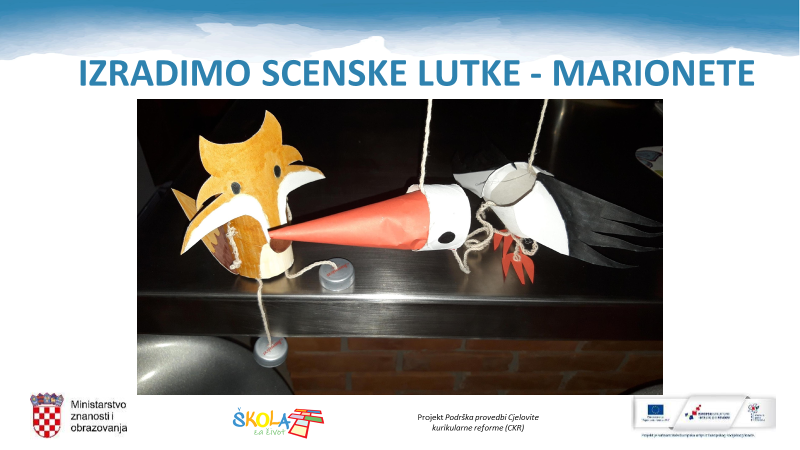 IZRADIMO SCENSKE LUTKE - MARIONETE
Ministarstvo
znanosti i
obrazovanja
ŠKOLA
za život
Projekt Podrška provedbi Cjelovite
kurikularne reforme (CKR)